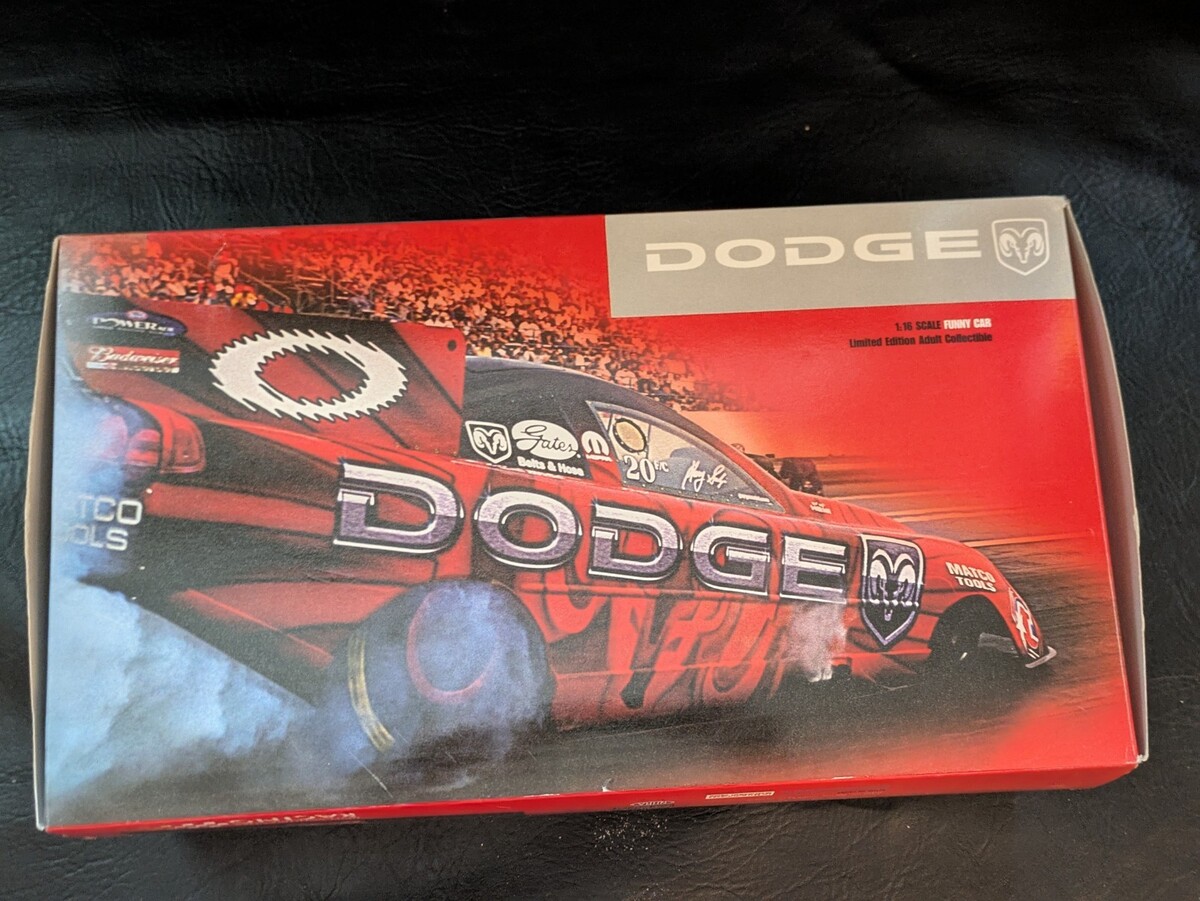 DODGE
1:16 SCALE FUNNY CAR
Limited Edition Adult Collectible
POWER
Budweiser
Gates
Belts & Hose
20 F/C
DODGE
MATCO
TOOLS
TCO
OLS